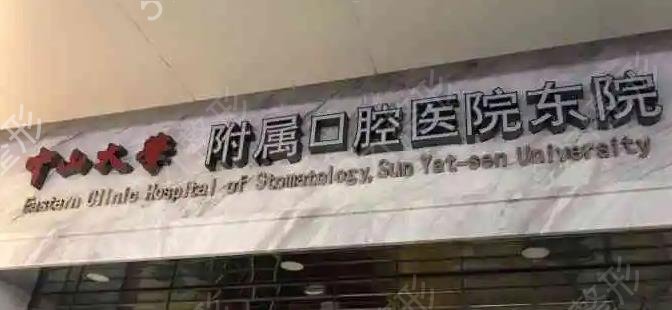 中山大学 附属口腔医院东院
Eastern Clinic Hospital of Stomatology, Sun Yat-sen University